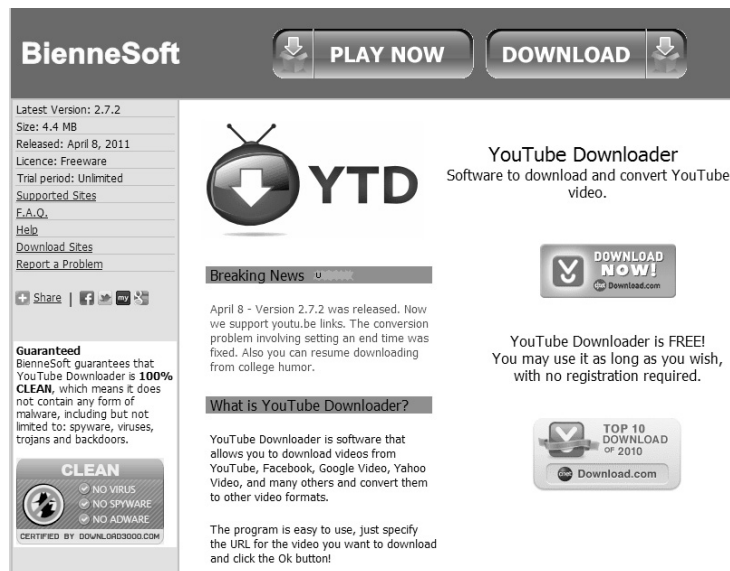 BienneSoft
PLAY NOW
DOWNLOAD
Latest Version: 2.7.2
Size: 4.4 MB
Released: April 8, 2011
Licence: Freeware
Trial period: Unlimited
Supported Sites
F.A.Q.
Help
Download Sites
Report a Problem
Share |
my
Guaranteed
BienneSoft guarantees that
YouTube Downloader is 100%
CLEAN, which means it does
not contain any form of
malware, including but not
limited to: spyware, viruses,
trojans and backdoors.
CLEAN
NO VIRUS
NO SPYWARE
NO ADWARE
CERTIFIED BY DOWNLOAD3000.COM
YTD
Breaking News
April 8 - Version 2.7.2 was released. Now
we support youtu.be links. The conversion
problem involving setting an end time was
fixed. Also you can resume downloading
from college humor.
What is YouTube Downloader?
YouTube Downloader is software that
allows you to download videos from
YouTube, Facebook, Google Video, Yahoo
Video, and many others and convert them
to other video formats.
The program is easy to use, just specify
the URL for the video you want to download
and click the Ok button!
YouTube Downloader
Software to download and convert YouTube
video.
DOWNLOAD
NOW!
cnet Download.com
YouTube Downloader is FREE!
You may use it as long as you wish,
with no registration required.
TOP 10
DOWNLOAD
OF 2010
cnet Download.com